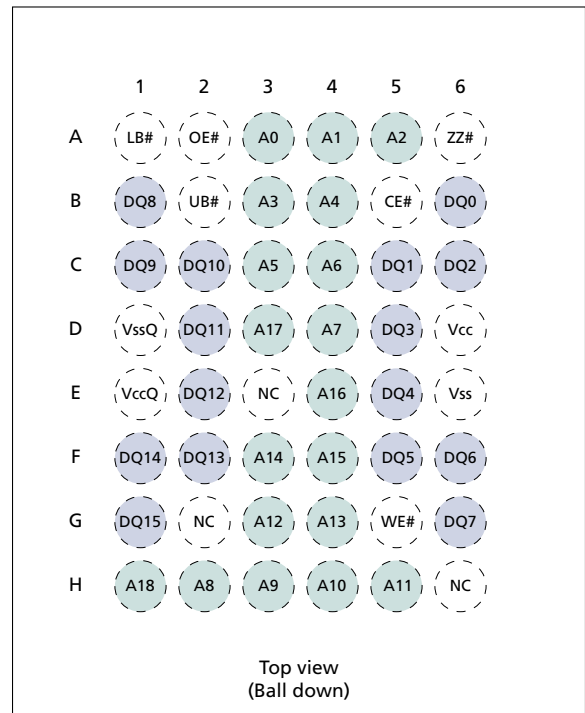 1 2 3 4 5 6
A LB# OE# A0 A1 A2 ZZ#
B DQ8 UB# A3 A4 CE# DQ0
C DQ9 DQ10 A5 A6 DQ1 DQ2
D VssQ DQ11 A17 A7 DQ3 Vcc
E VccQ DQ12 NC A16 DQ4 Vss
F DQ14 DQ13 A14 A15 DQ5 DQ6
G DQ15 NC A12 A13 WE# DQ7
H A18 A8 A9 A10 A11 NC
Top view
(Ball down)